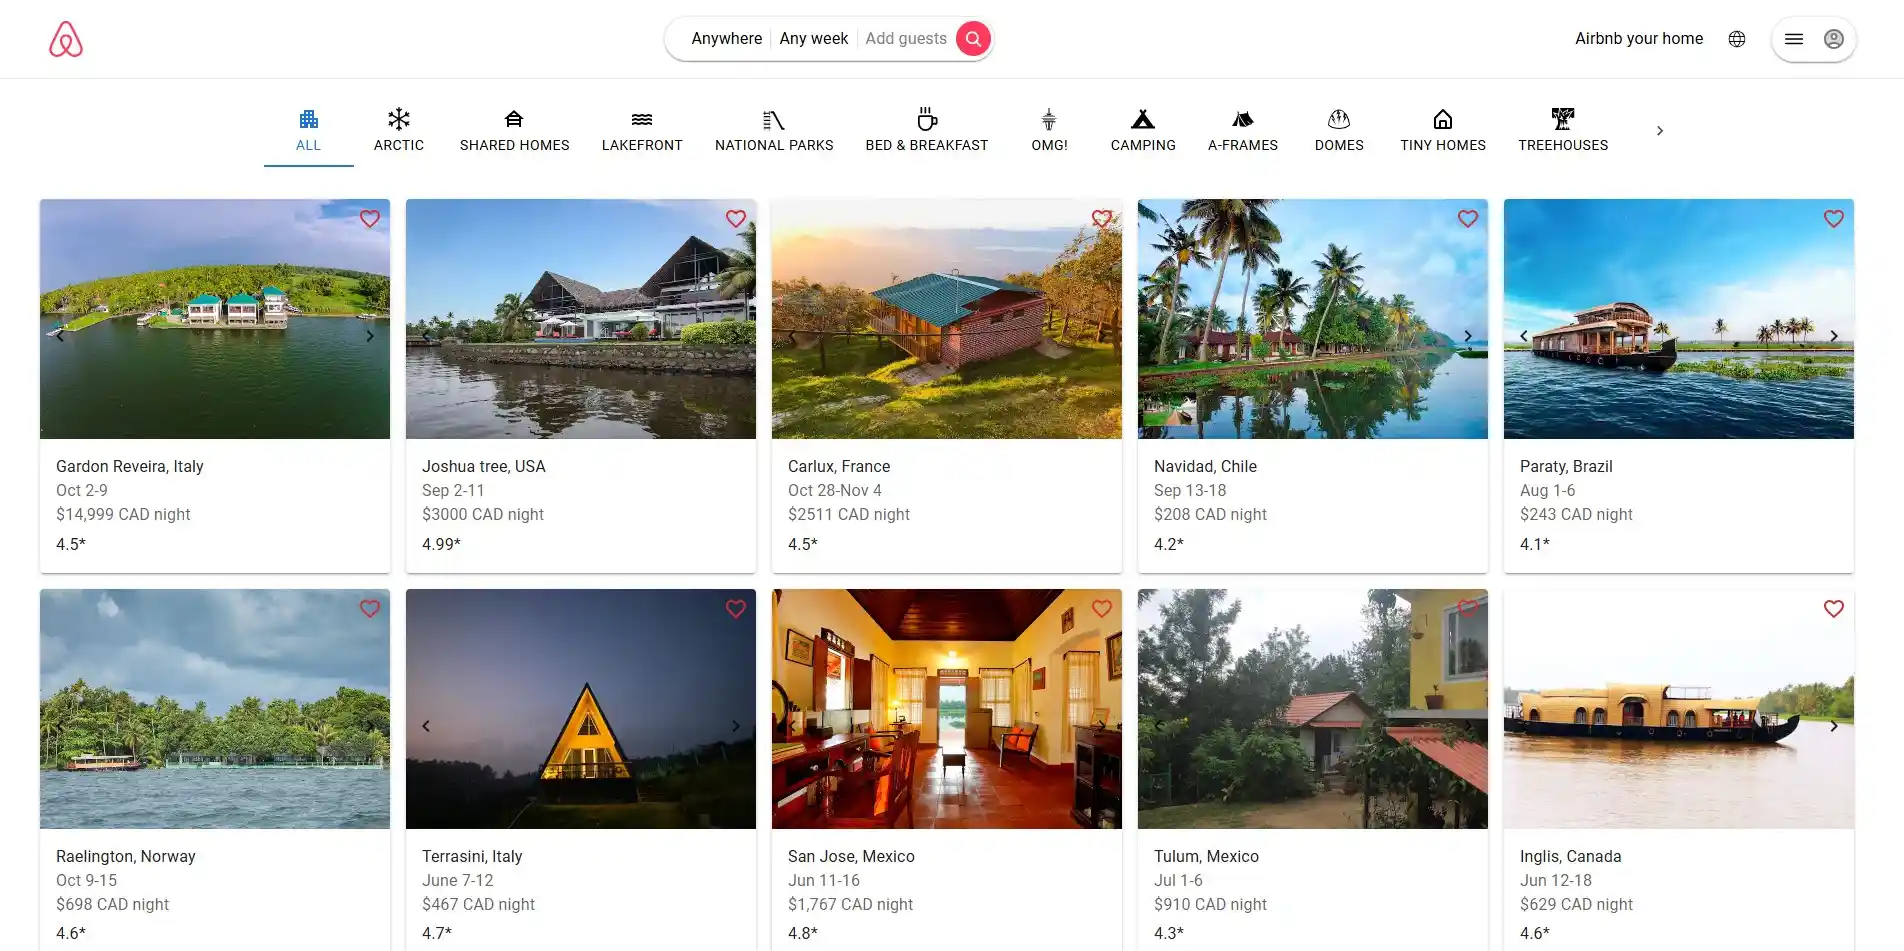 Anywhere Any week Add guests Airbnb your home
ALL ARCTIC SHARED HOMES LAKEFRONT NATIONAL PARKS BED & BREAKFAST OMG! CAMPING A-FRAMES DOMES TINY HOMES TREEHOUSES
Gardon Reveira, Italy
Oct 2-9
$14,999 CAD night
4.5*
Joshua tree, USA
Sep 2-11
$3000 CAD night
4.99*
Carlux, France
Oct 28-Nov 4
$2511 CAD night
4.5*
Navidad, Chile
Sep 13-18
$208 CAD night
4.2*
Paraty, Brazil
Aug 1-6
$243 CAD night
4.1*
Raelington, Norway
Oct 9-15
$698 CAD night
4.6*
Terrasini, Italy
June 7-12
$467 CAD night
4.7*
San Jose, Mexico
Jun 11-16
$1,767 CAD night
4.8*
Tulum, Mexico
Jul 1-6
$910 CAD night
4.3*
Inglis, Canada
Jun 12-18
$629 CAD night
4.6*